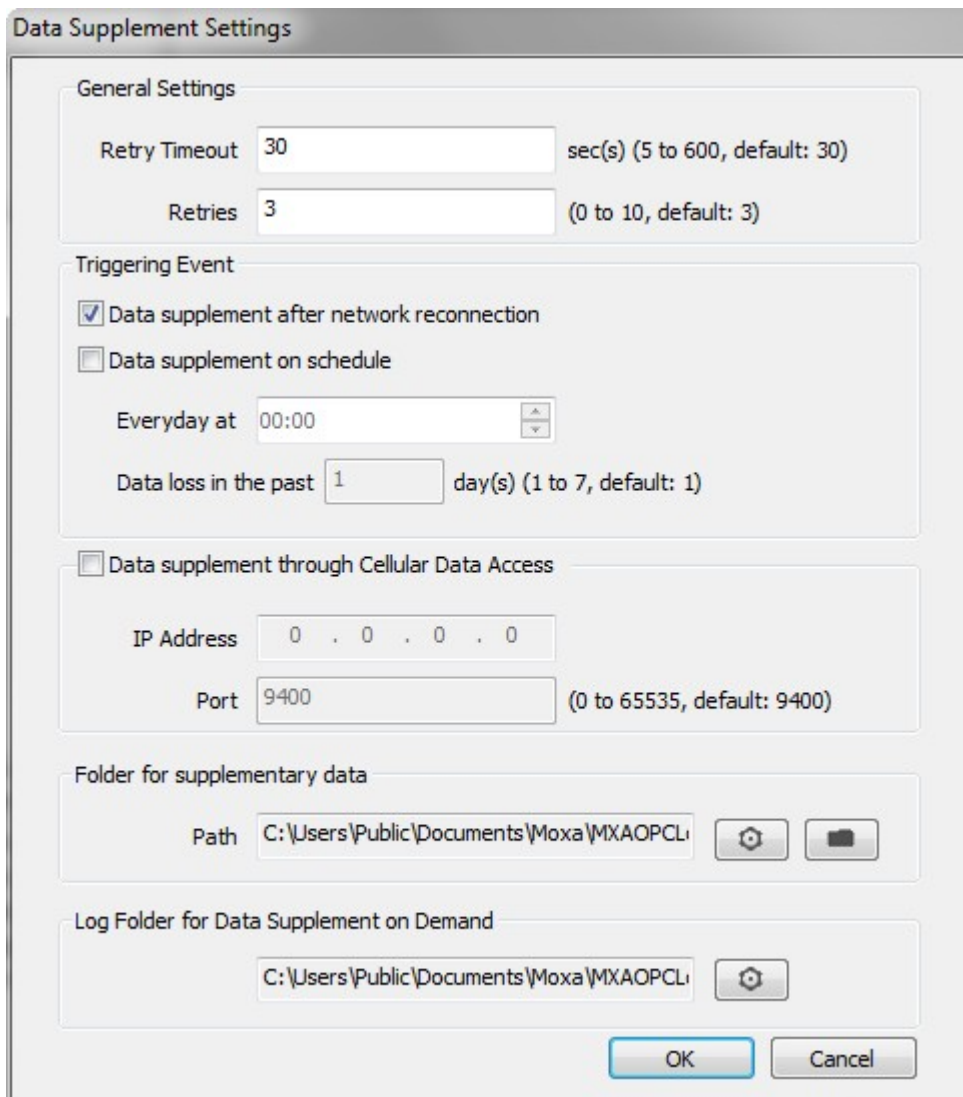 Data Supplement Settings
General Settings
Retry Timeout 30 sec(s) (5 to 600, default: 30)
Retries 3 (0 to 10, default: 3)
Triggering Event
Data supplement after network reconnection
Data supplement on schedule
Everyday at 00:00
Data loss in the past 1 day(s) (1 to 7, default: 1)
Data supplement through Cellular Data Access
IP Address 0 . 0 . 0 . 0
Port 9400 (0 to 65535, default: 9400)
Folder for supplementary data
Path C:\Users\Public\Documents\Moxa\MXAOPCL
Log Folder for Data Supplement on Demand
C:\Users\Public\Documents\Moxa\MXAOPCL
OK Cancel